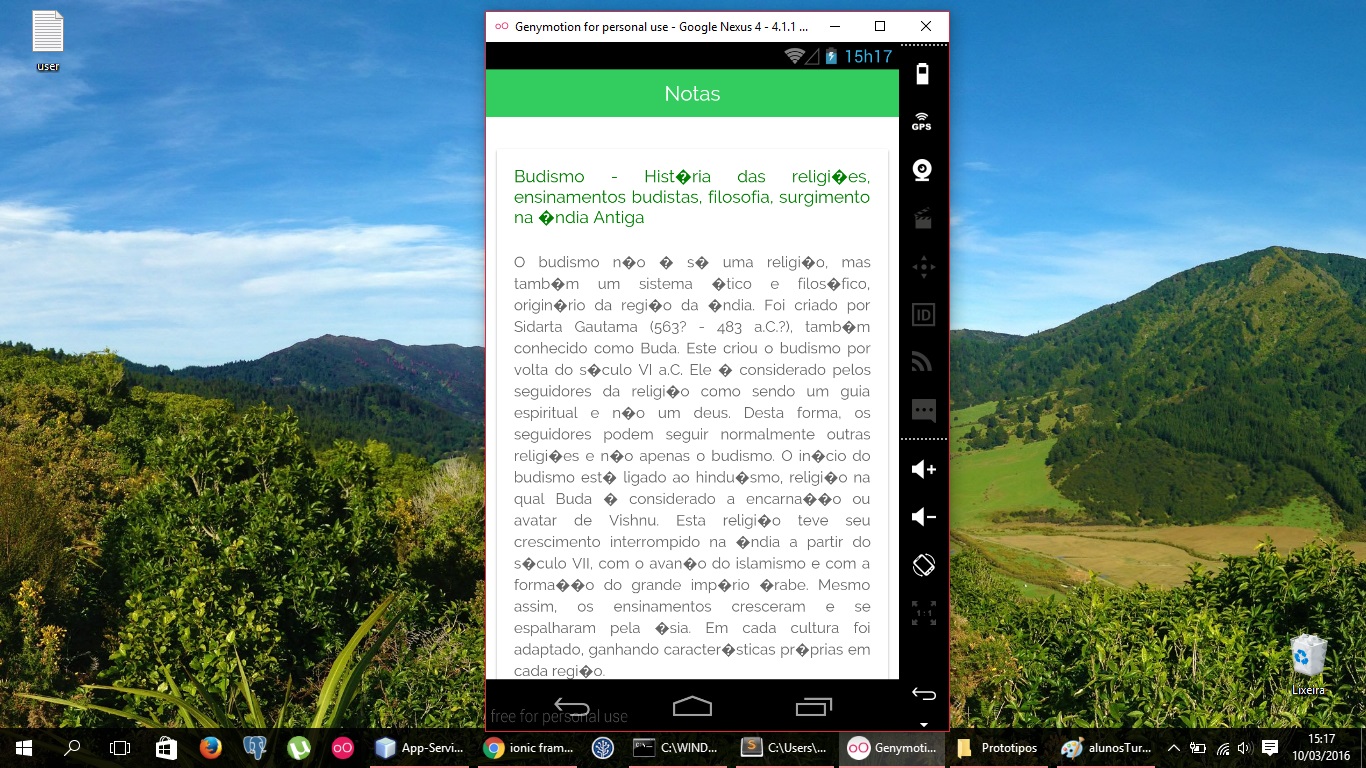 user
Genymotion for personal use - Google Nexus 4 - 4.1.1 ...
15h17
Notas
GPS
Budismo - Hist�ria das religi�es,
ensinamentos budistas, filosofia, surgimento
na �ndia Antiga
O budismo n�o � s� uma religi�o, mas
tamb�m um sistema �tico e filos�fico,
origin�rio da regi�o da �ndia. Foi criado por
Sidarta Gautama (563? - 483 a.C.?), tamb�m
conhecido como Buda. Este criou o budismo por
volta do s�culo VI a.C. Ele � considerado pelos
seguidores da religi�o como sendo um guia
espiritual e n�o um deus. Desta forma, os
seguidores podem seguir normalmente outras
religi�es e n�o apenas o budismo. O in�cio do
budismo est� ligado ao hindu�smo, religi�o na
qual Buda � considerado a encarna��o ou
avatar de Vishnu. Esta religi�o teve seu
crescimento interrompido na �ndia a partir do
s�culo VII, com o avan�o do islamismo e com a
forma��o do grande imp�rio �rabe. Mesmo
assim, os ensinamentos cresceram e se
espalharam pela �sia. Em cada cultura foi
adaptado, ganhando caracter�sticas pr�prias em
cada regi�o.
ID
1:1
free for personal use
Lixeira
App-Servi...
ionic fram...
C:\WIND...
C:\Users\...
Genymoti...
Prototipos
alunosTur...
15:17
10/03/2016